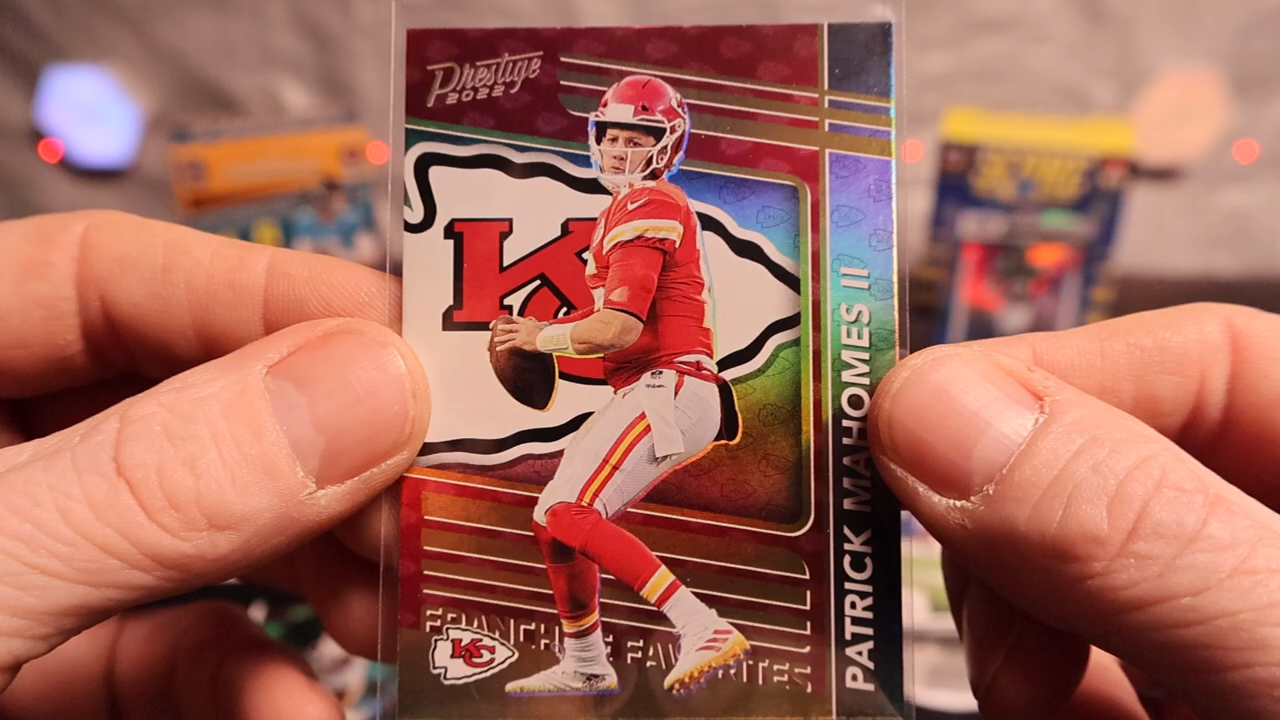 Prestige
2022
KC
PATRICK MAHOMES II
FRANCHISE FAVORITES
KC